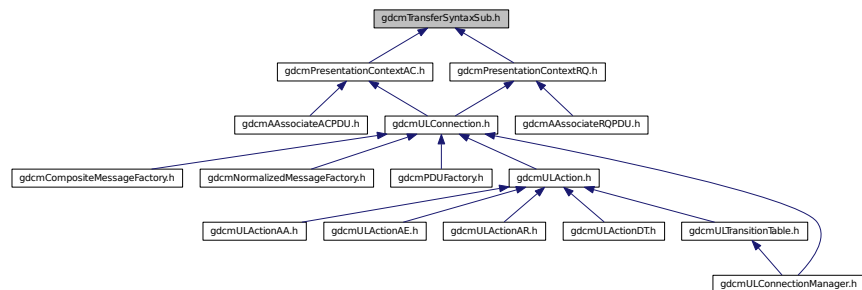 gdcmTransferSyntaxSub.h
gdcmPresentationContextAC.h
gdcmPresentationContextRQ.h
gdcmAAssociateACPDU.h
gdcmULConnection.h
gdcmAAssociateRQPDU.h
gdcmCompositeMessageFactory.h
gdcmNormalizedMessageFactory.h
gdcmPDUFactory.h
gdcmULAction.h
gdcmULActionAA.h
gdcmULActionAE.h
gdcmULActionAR.h
gdcmULActionDT.h
gdcmULTransitionTable.h
gdcmULConnectionManager.h